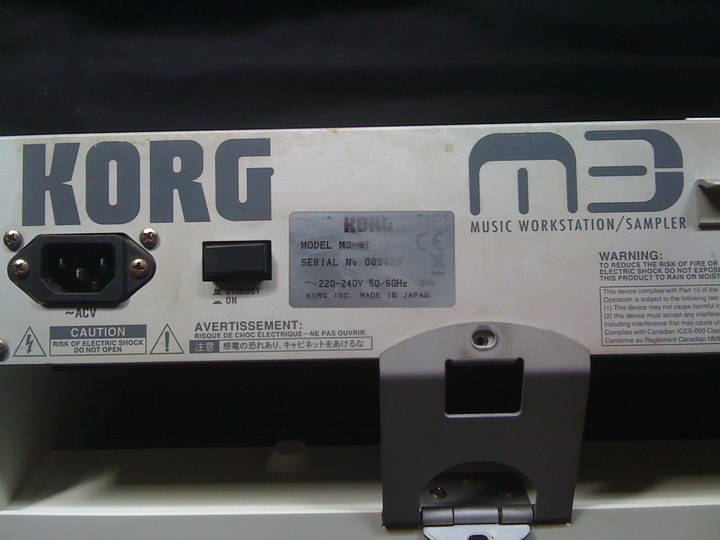 KORG
M3
MUSIC WORKSTATION/SAMPLER
KORG
MODEL M3-61
SERIAL No.
～220-240V 50/60Hz
KORG INC. MADE IN JAPAN
STANDBY
ON
~ACV
CAUTION
RISK OF ELECTRIC SHOCK
DO NOT OPEN
AVERTISSEMENT:
RISQUE DE CHOC ÉLECTRIQUE–NE PAS OUVRIR.
注意 感電の恐れあり、キャビネットをあけるな
WARNING:
TO REDUCE THE RISK OF FIRE OR
ELECTRIC SHOCK DO NOT EXPOSE
THIS PRODUCT TO RAIN OR MOIST
This device complies with Part 15 of the
Operation is subject to the following two
(1) This device may not cause harmful
(2) this device must accept any interfere
including interference that may cause u
Complies with Canadian ICES-003 Clas
Conforme au Reglement Canadian NMB